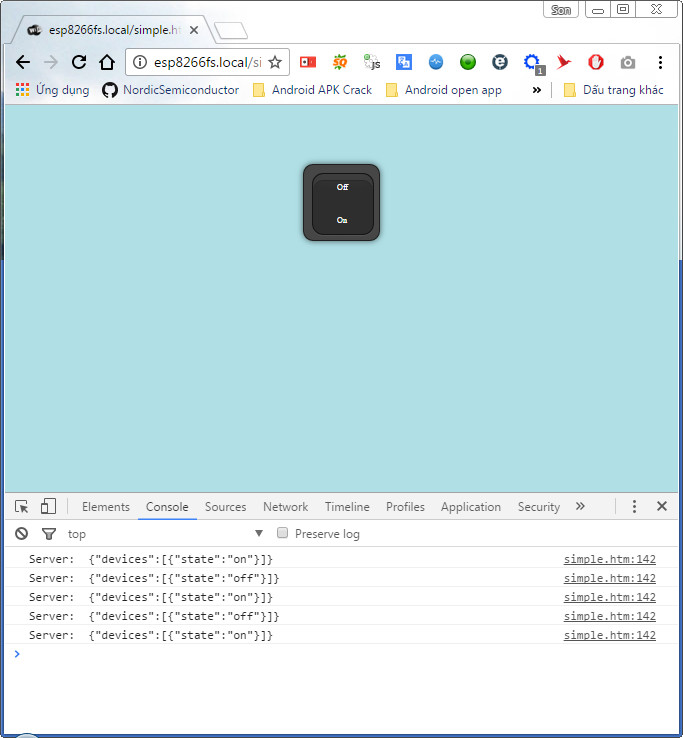 Son
esp8266fs.local/simple.h
esp8266fs.local/si
SQ
js
1
Ứng dụng NordicSemiconductor Android APK Crack Android open app » Dấu trang khác
Off
On
Elements Console Sources Network Timeline Profiles Application Security »
top Preserve log
Server: {"devices":[{"state":"on"}]} simple.htm:142
Server: {"devices":[{"state":"off"}]} simple.htm:142
Server: {"devices":[{"state":"on"}]} simple.htm:142
Server: {"devices":[{"state":"off"}]} simple.htm:142
Server: {"devices":[{"state":"on"}]} simple.htm:142